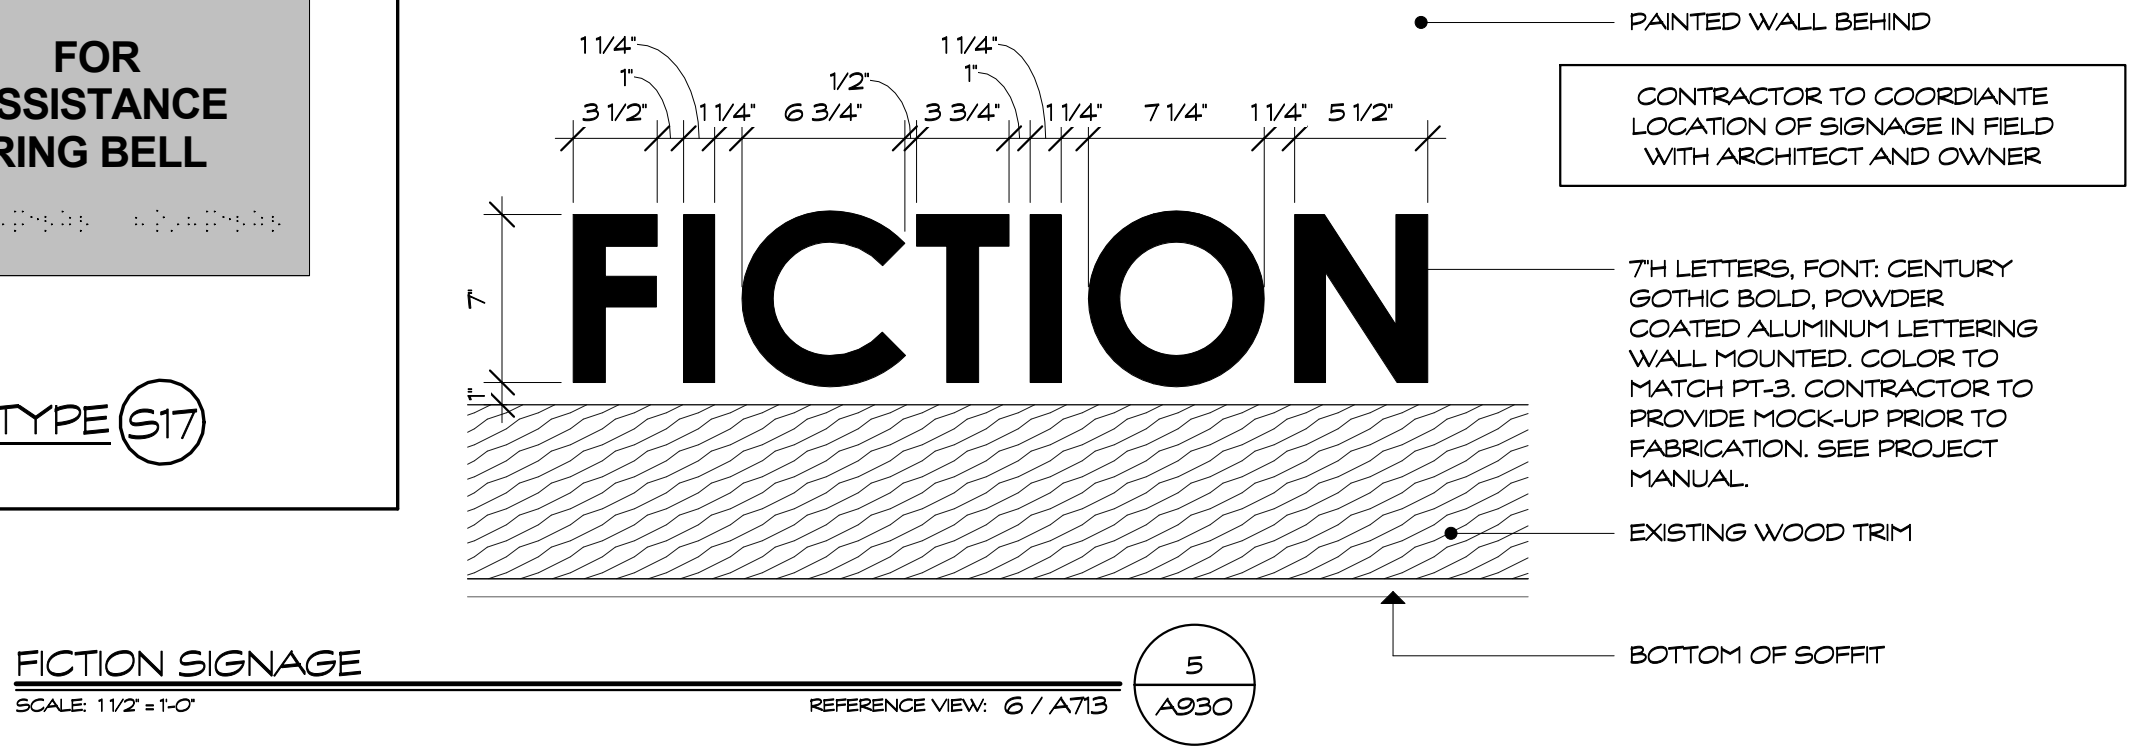 FOR
SSISTANCE
RING BELL
TYPE S17
1 1/4" 1 1/4"
1" 1/2" 1"
3 1/2" 1 1/4" 6 3/4" 3 3/4" 1 1/4" 7 1/4" 1 1/4" 5 1/2"
7"
1"
FICTION
PAINTED WALL BEHIND
CONTRACTOR TO COORDIANTE
LOCATION OF SIGNAGE IN FIELD
WITH ARCHITECT AND OWNER
7"H LETTERS, FONT: CENTURY
GOTHIC BOLD, POWDER
COATED ALUMINUM LETTERING
WALL MOUNTED. COLOR TO
MATCH PT-3. CONTRACTOR TO
PROVIDE MOCK-UP PRIOR TO
FABRICATION. SEE PROJECT
MANUAL.
EXISTING WOOD TRIM
BOTTOM OF SOFFIT
FICTION SIGNAGE
SCALE: 1 1/2" = 1'-0"
REFERENCE VIEW: 6 / A713
5
A930